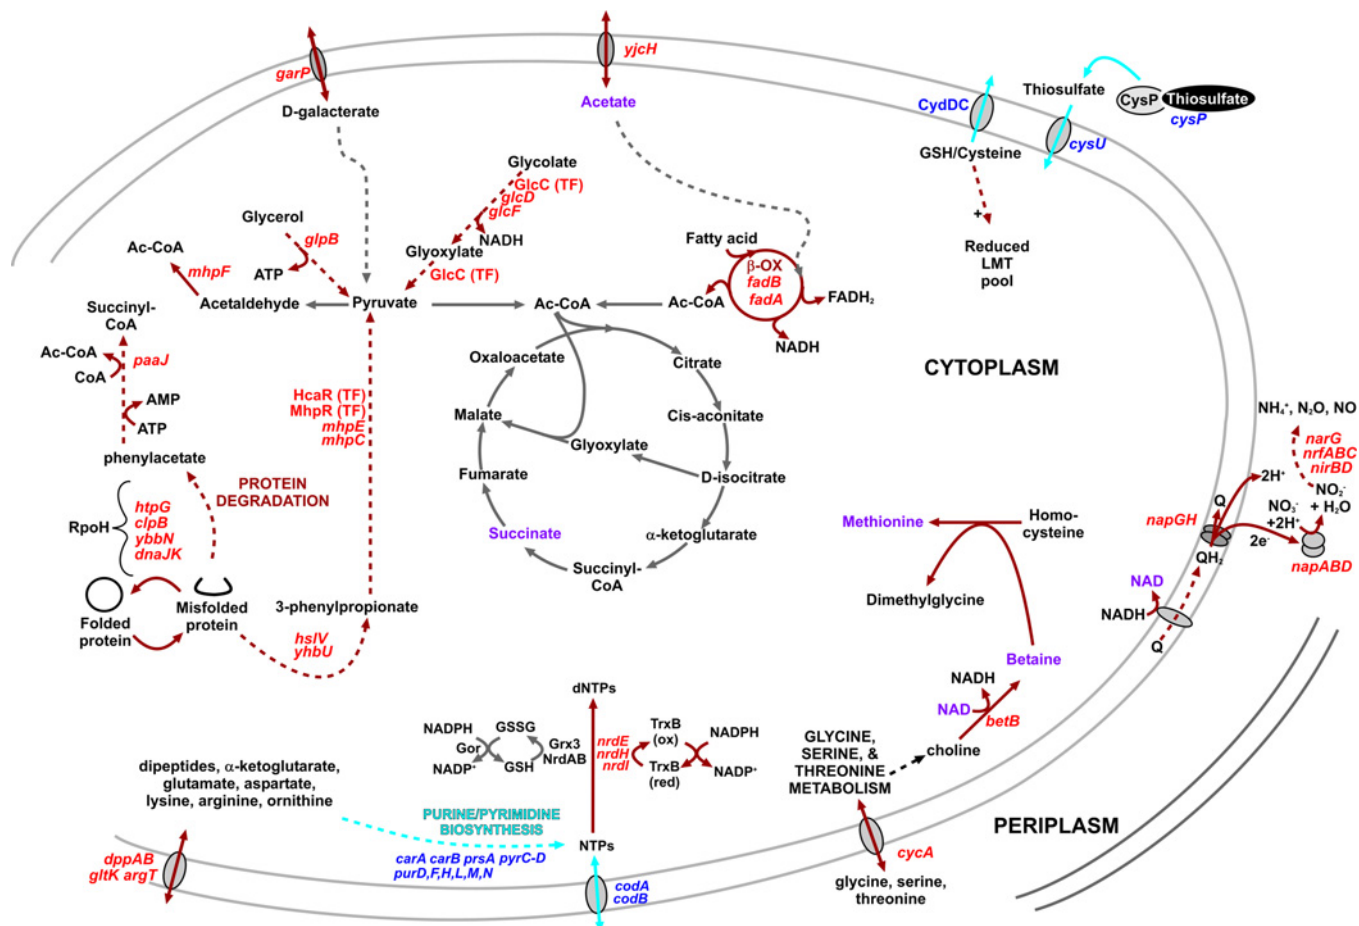 garP
D-galacterate
yjcH
Acetate
CydDC
GSH/Cysteine
+
Reduced
LMT
pool
Thiosulfate
cysU
CysP
Thiosulfate
cysP
Glycolate
GlcC (TF)
glcD
glcF
NADH
Glyoxylate
GlcC (TF)
Glycerol
glpB
ATP
Ac-CoA
mhpF
Acetaldehyde
Pyruvate
Ac-CoA
Ac-CoA
Fatty acid
β-OX
fadB
fadA
FADH₂
NADH
Succinyl-
CoA
Ac-CoA
CoA
paaJ
AMP
ATP
phenylacetate
HcaR (TF)
MhpR (TF)
mhpE
mhpC
PROTEIN
DEGRADATION
RpoH
htpG
clpB
ybbN
dnaJK
Folded
protein
Misfolded
protein
3-phenylpropionate
hslV
yhbU
Oxaloacetate
Citrate
Malate
Cis-aconitate
Glyoxylate
Fumarate
D-isocitrate
Succinate
α-ketoglutarate
Succinyl-
CoA
CYTOPLASM
Methionine
Homo-
cysteine
Dimethylglycine
Betaine
NADH
NAD
betB
choline
GLYCINE,
SERINE, &
THREONINE
METABOLISM
cycA
glycine, serine,
threonine
NH₄⁺, N₂O, NO
narG
nrfABC
nirBD
2H⁺
NO₂⁻
+ H₂O
NO₃⁻
+2H⁺
Q
napGH
2e⁻
QH₂
napABD
NAD
NADH
Q
PERIPLASM
dNTPs
NADPH
GSSG
Gor
Grx3
NrdAB
NADP⁺
GSH
nrdE
nrdH
nrdI
TrxB
(ox)
NADPH
TrxB
(red)
NADP⁺
dipeptides, α-ketoglutarate,
glutamate, aspartate,
lysine, arginine, ornithine
PURINE/PYRIMIDINE
BIOSYNTHESIS
NTPs
carA carB prsA pyrC-D
purD,F,H,L,M,N
codA
codB
dppAB
gltK argT